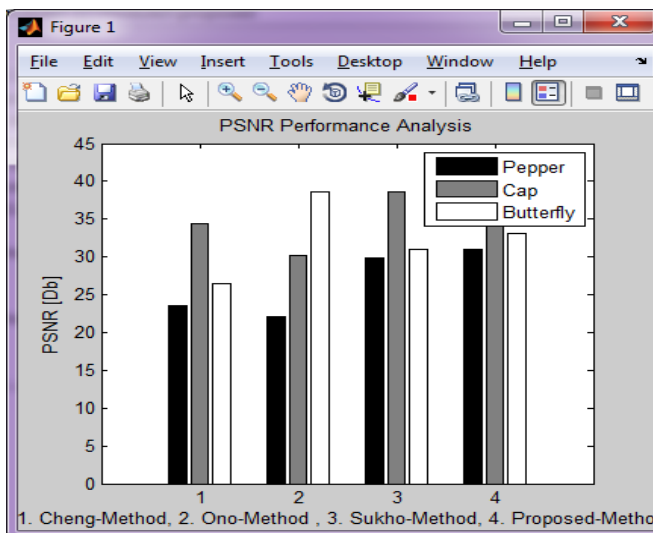 Figure 1
File Edit View Insert Tools Desktop Window Help
PSNR Performance Analysis
45
40
35
30
25
20
15
10
5
0
PSNR [Db]
Pepper
Cap
Butterfly
1 2 3 4
1. Cheng-Method, 2. Ono-Method , 3. Sukho-Method, 4. Proposed-Metho